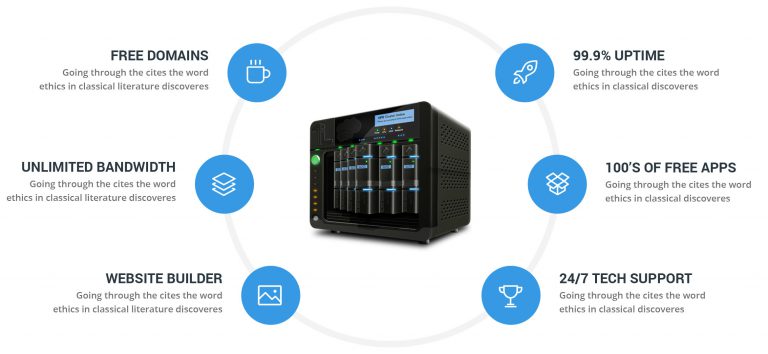 FREE DOMAINS
Going through the cites the word
ethics in classical literature discoveres
UNLIMITED BANDWIDTH
Going through the cites the word
ethics in classical literature discoveres
WEBSITE BUILDER
Going through the cites the word
ethics in classical literature discoveres
99.9% UPTIME
Going through the cites the word
ethics in classical discoveres
100'S OF FREE APPS
Going through the cites the word
ethics in classical discoveres
24/7 TECH SUPPORT
Going through the cites the word
ethics in classical discoveres